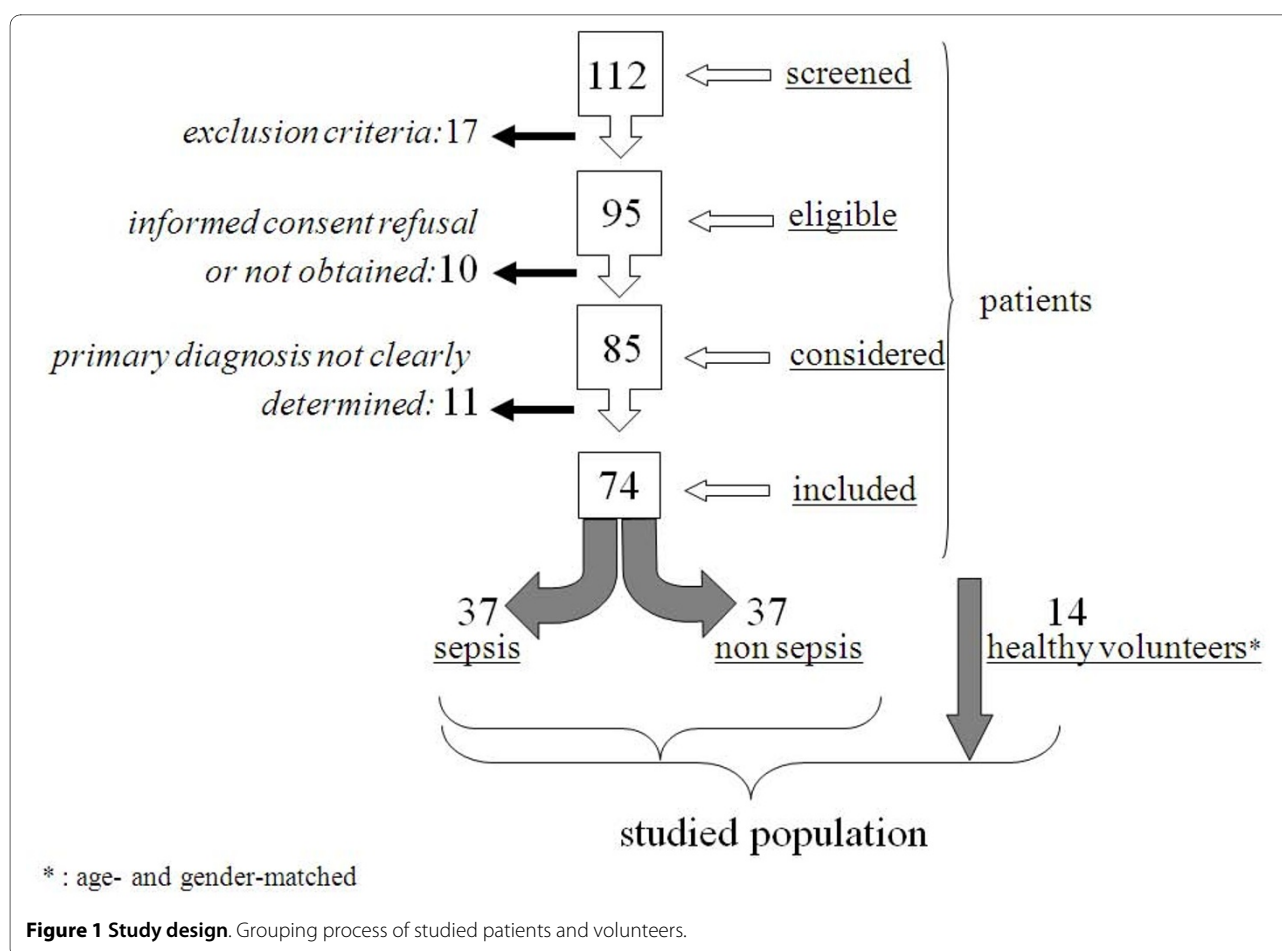 112
screened
exclusion criteria: 17
95
eligible
informed consent refusal
or not obtained: 10
85
considered
patients
primary diagnosis not clearly
determined: 11
74
included
37
sepsis
37
non sepsis
14
healthy volunteers*
studied population
* : age- and gender-matched
Figure 1 Study design. Grouping process of studied patients and volunteers.